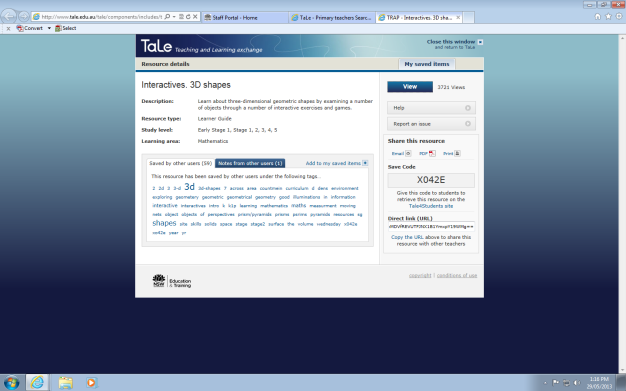 http://www.tale.edu.au/tale/components/includes/t
Staff Portal - Home
TaLe - Primary teachers Searc...
TRAP - Interactives. 3D sha...
Convert
Select
TaLe Teaching and Learning exchange
Close this window
and return to TaLe
Resource details
My saved items
Interactives. 3D shapes
View
3721 Views
Description:
Learn about three-dimensional geometric shapes by examining a number
of objects through a number of interactive exercises and games.
Resource type:
Learner Guide
Study level:
Early Stage 1, Stage 1, 2, 3, 4, 5
Learning area:
Mathematics
Help
Report an issue
Saved by other users (59)
Notes from other users (1)
Add to my saved items
This resource has been saved by other users under the following tags...
2 2d 3 3-d 3d 3d-shapes 7 across area countmein curriculum d dens environment
exploring geometery geometric geometrical geometry good illuminations in information
interactive interactives intro k k1p learning mathematics maths measurement moving
nets object objects of perspectives prism/pyramids prisms pyramids resources sg
shapes site skills solids space stage stage2 surface the volume wednesday x042e
year yr
Share this resource
Email
PDF
Print
Save Code
X042E
Give this code to students to
retrieve this resource on the
Tale4Students site
Direct link (URL)
Copy the URL above to share this
resource with other teachers
NSW
Education
& Training
copyright | conditions of use
1:16 PM
29/05/2013